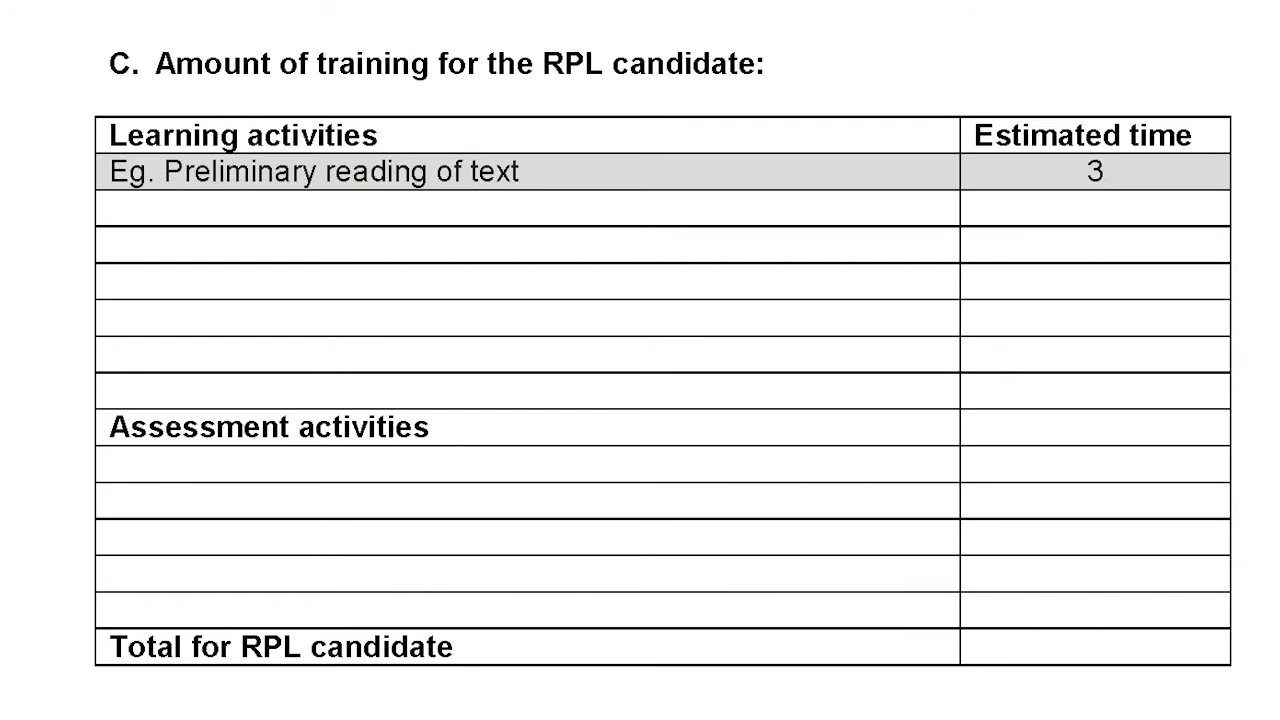 C. Amount of training for the RPL candidate:
Learning activities Estimated time
Eg. Preliminary reading of text 3
Assessment activities
Total for RPL candidate